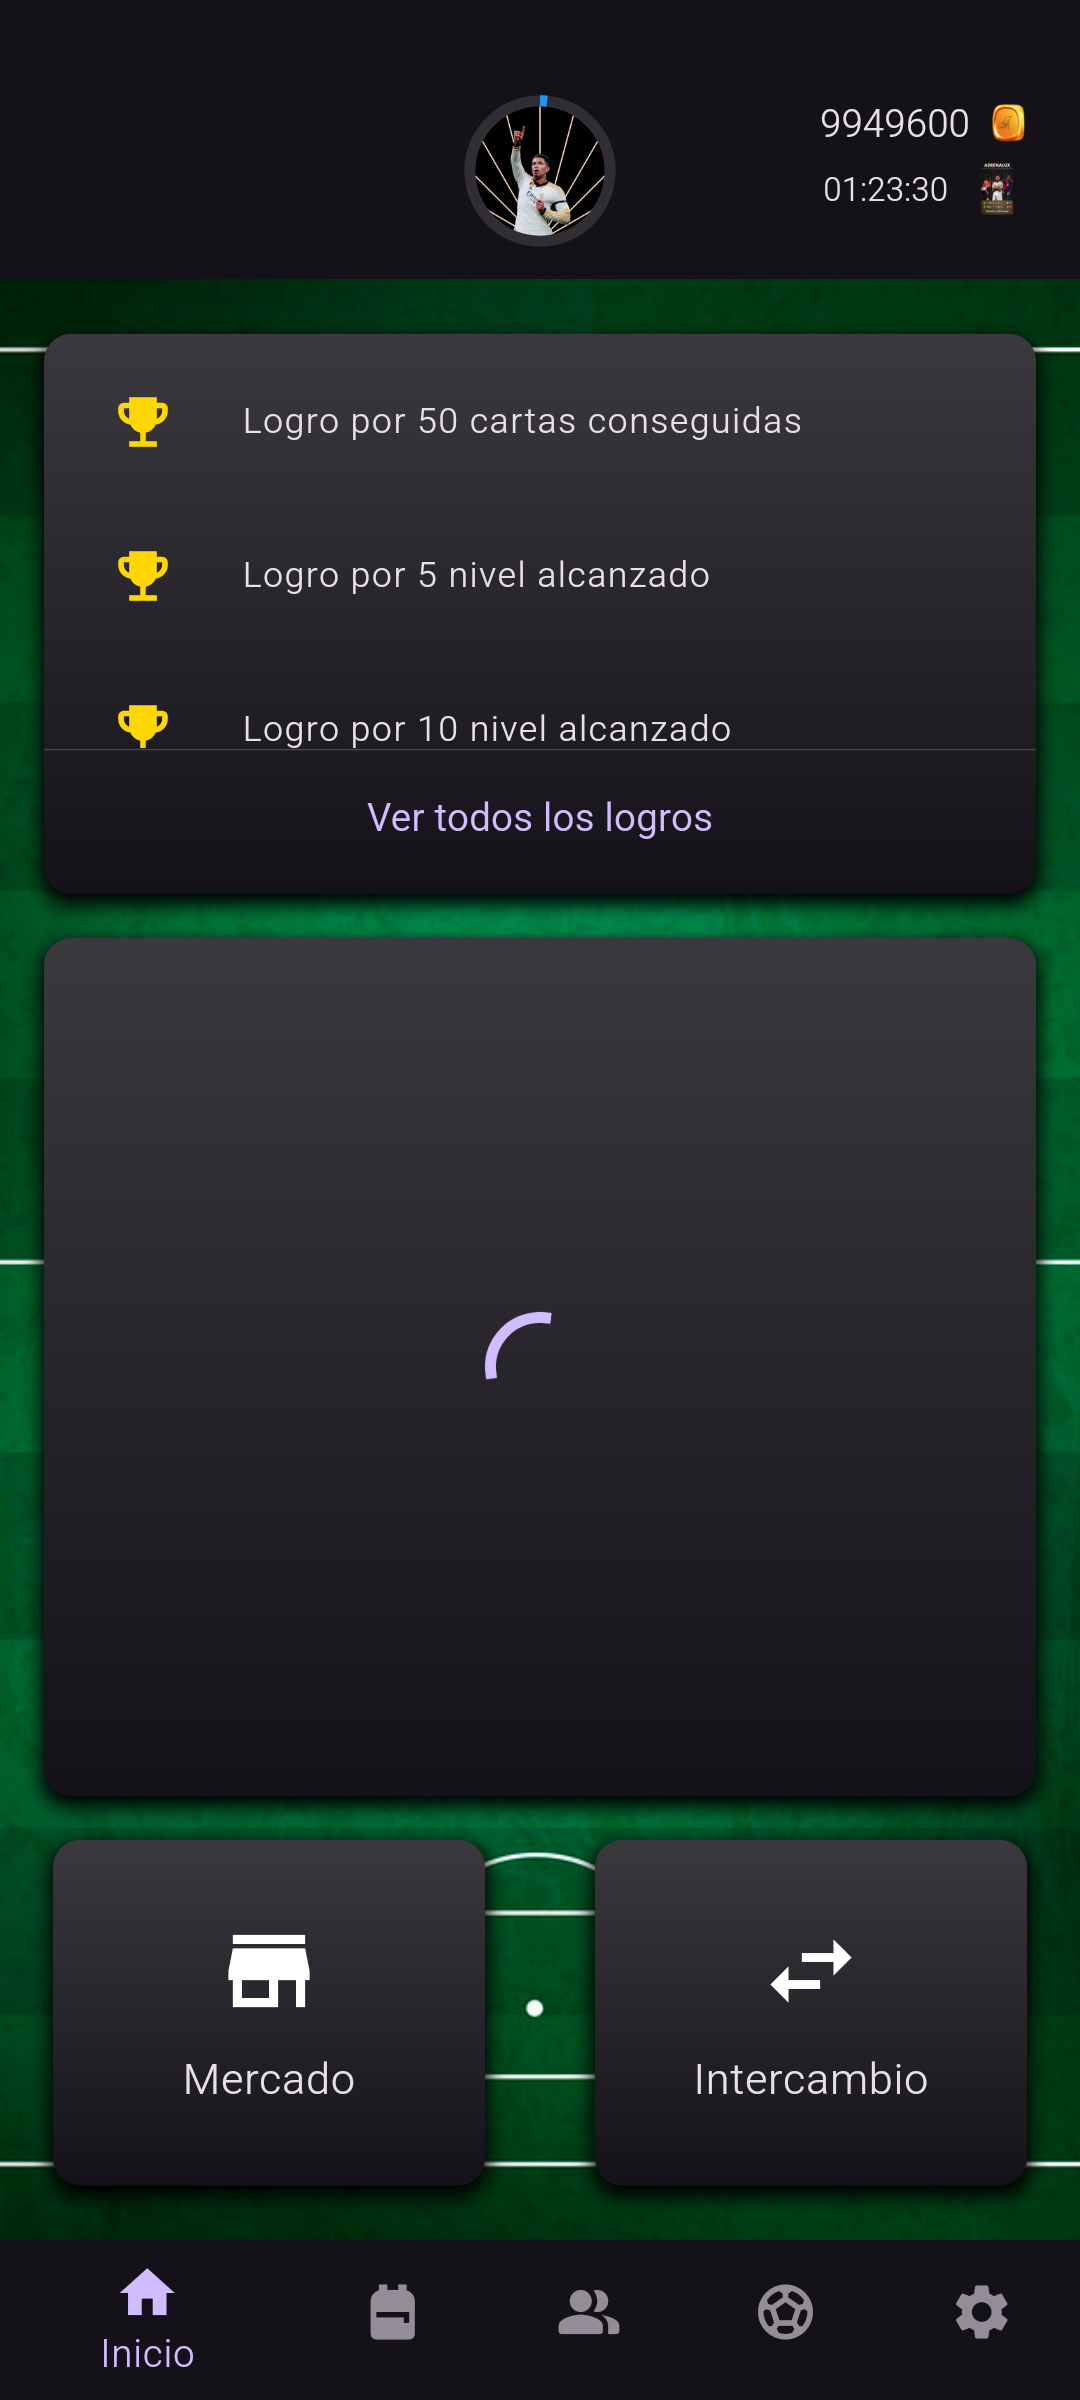 9949600
01:23:30
ADRENALUX
Logro por 50 cartas conseguidas
Logro por 5 nivel alcanzado
Logro por 10 nivel alcanzado
Ver todos los logros
Mercado
Intercambio
Inicio